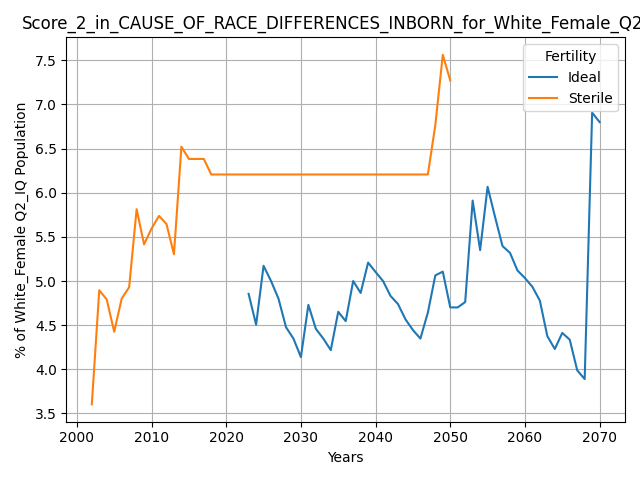 Score_2_in_CAUSE_OF_RACE_DIFFERENCES_INBORN_for_White_Female_Q2
Fertility
Ideal
Sterile
% of White_Female Q2_IQ Population
7.5
7.0
6.5
6.0
5.5
5.0
4.5
4.0
3.5
2000 2010 2020 2030 2040 2050 2060 2070
Years